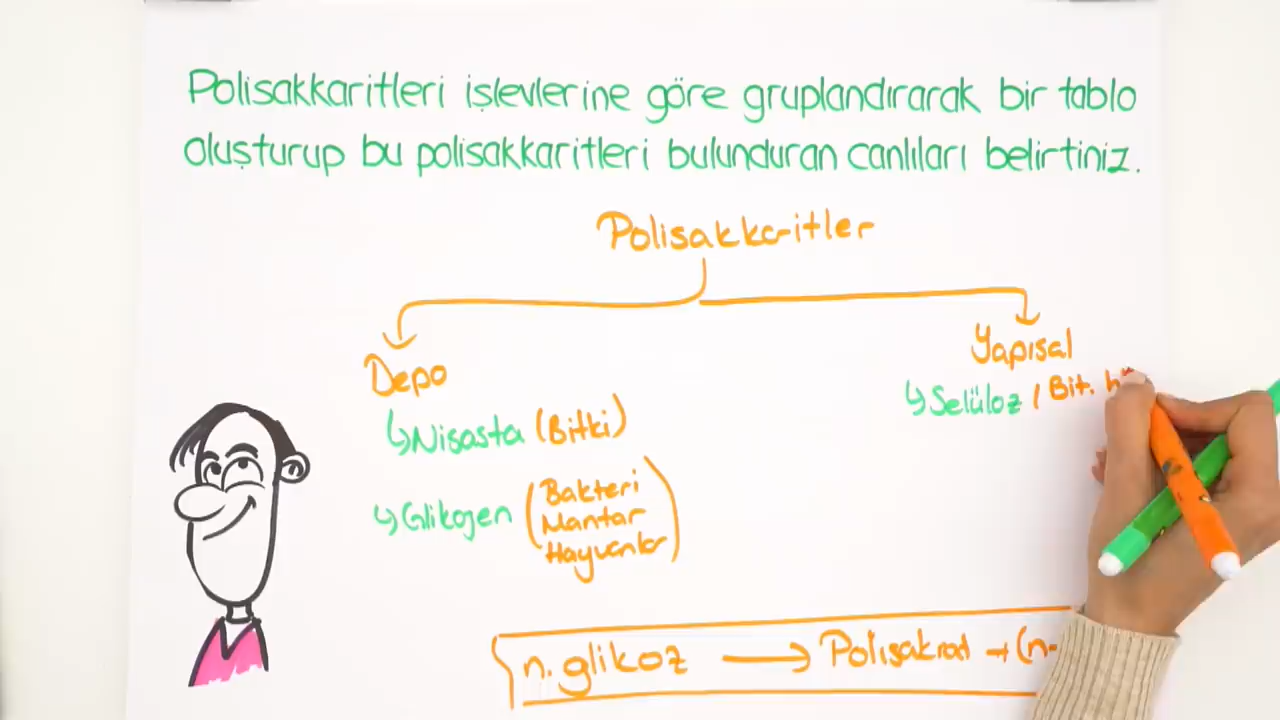 Polisakkaritleri işlevlerine göre gruplandırarak bir tablo
oluşturup bu polisakkaritleri bulunduran canlıları belirtiniz.
Polisakkaritler
Depo
Nişasta (Bitki)
Glikojen (Bakteri
Mantar
Hayvanlar)
Yapısal
Selüloz / Bit.
n. glikoz → Polisakrad + (n-